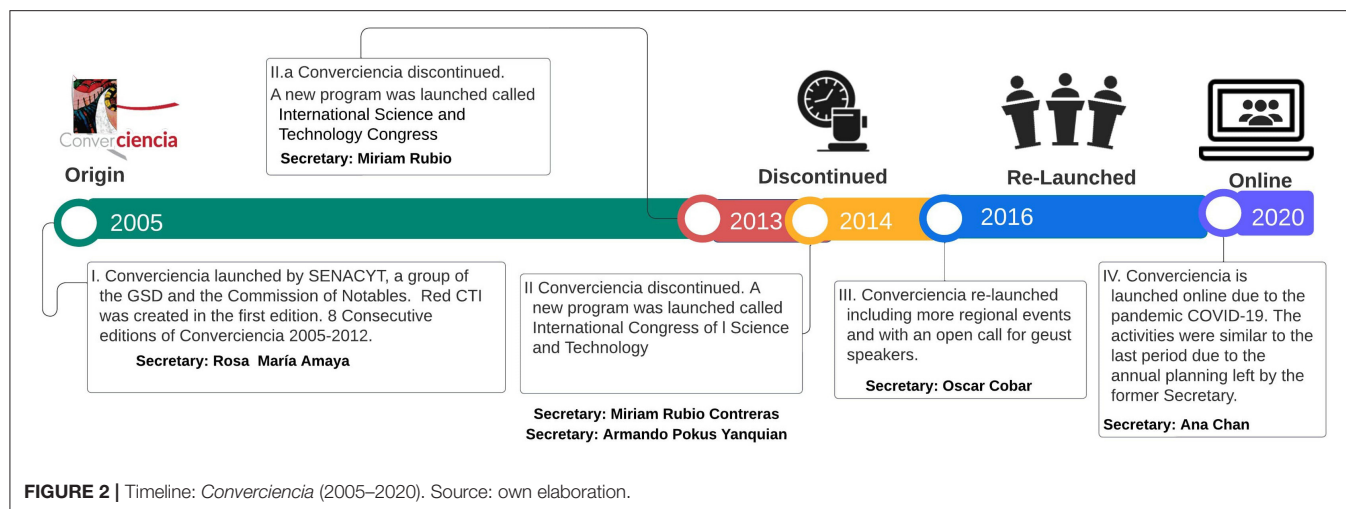 II.a Converciencia discontinued.
A new program was launched called
International Science and
Technology Congress
Secretary: Miriam Rubio
Converciencia
Origin
Discontinued
Re-Launched
Online
2005
2013
2014
2016
2020
I. Converciencia launched by SENACYT, a group of
the GSD and the Commission of Notables. Red CTI
was created in the first edition. 8 Consecutive
editions of Converciencia 2005-2012.
Secretary: Rosa María Amaya
II Converciencia discontinued. A
new program was launched called
International Congress of l Science
and Technology
Secretary: Miriam Rubio Contreras
Secretary: Armando Pokus Yanquian
III. Converciencia re-launched
including more regional events
and with an open call for geust
speakers.
Secretary: Oscar Cobar
IV. Converciencia is
launched online due to the
pandemic COVID-19. The
activities were similar to the
last period due to the
annual planning left by the
former Secretary.
Secretary: Ana Chan
FIGURE 2 | Timeline: Converciencia (2005–2020). Source: own elaboration.